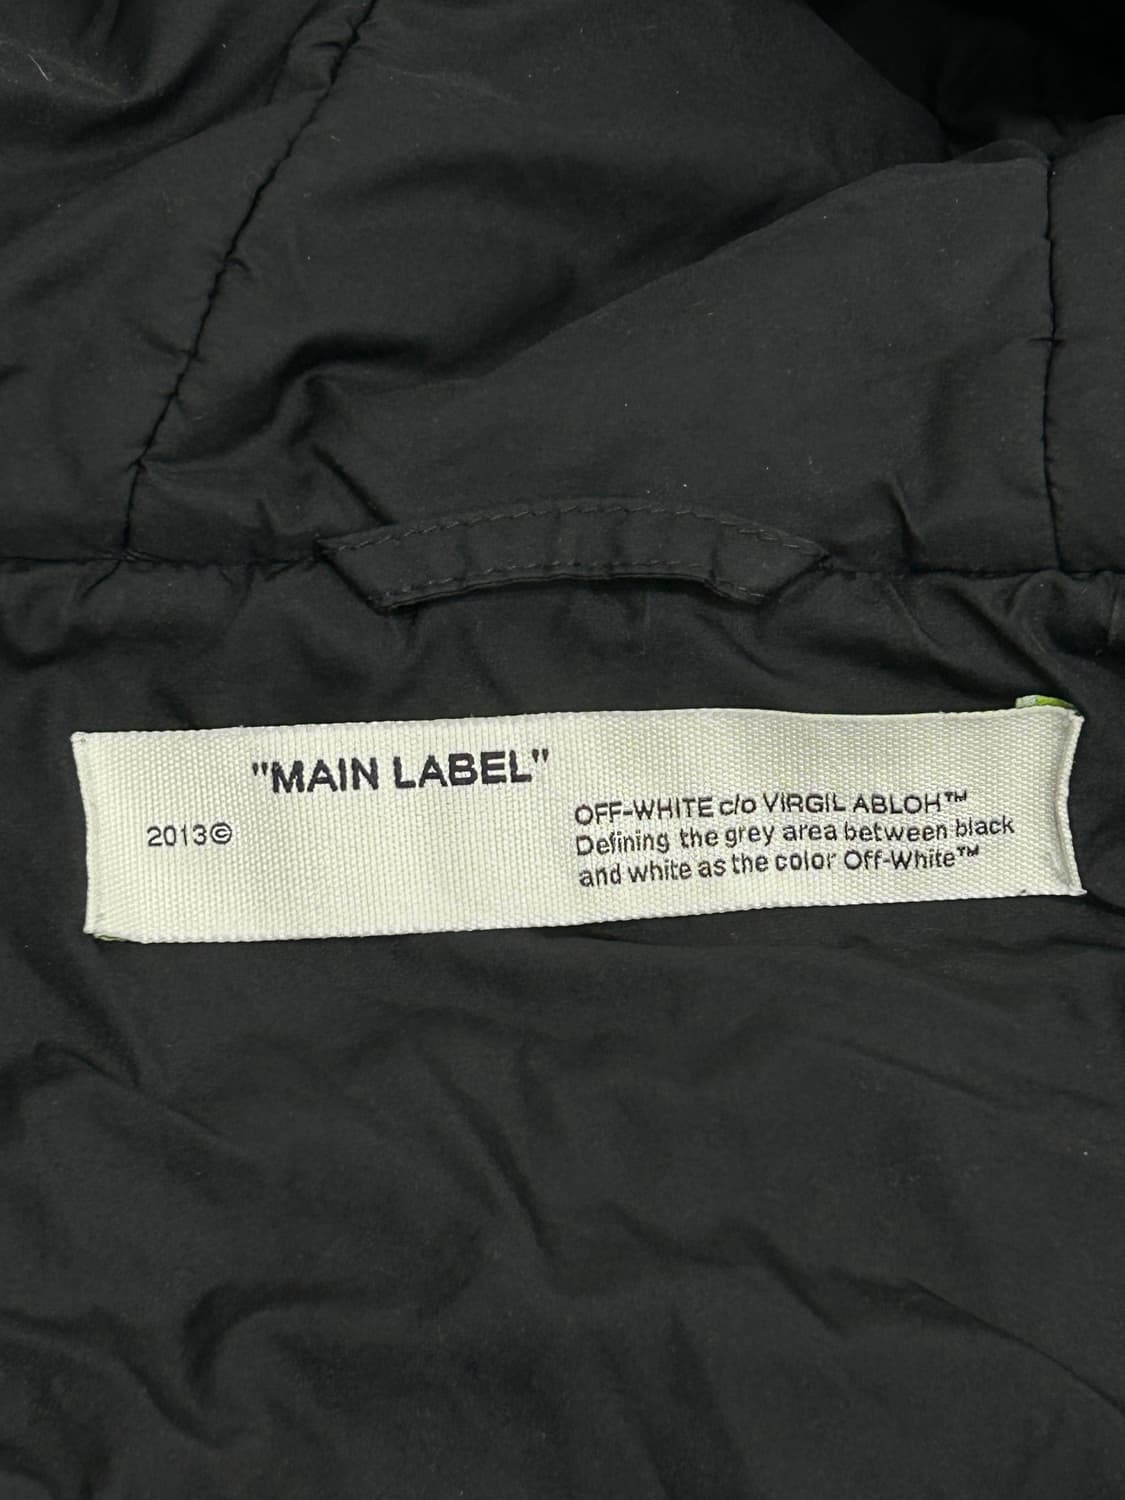 "MAIN LABEL"
2013©
OFF-WHITE c/o VIRGIL ABLOH™
Defining the grey area between black
and white as the color Off-White™